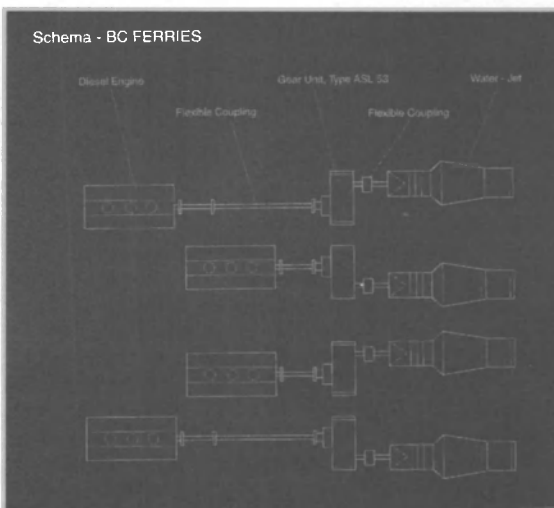 Schema - BC FERRIES
Diesel Engine
Gear Unit, Type ASL 53
Water - Jet
Flexible Coupling
Flexible Coupling